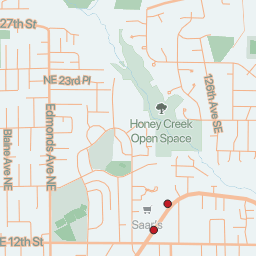 27th St
NE 23rd Pl
126th Ave SE
Edmonds Ave NE
Blaine Ave NE
Honey Creek
Open Space
Saar's
E 12th St